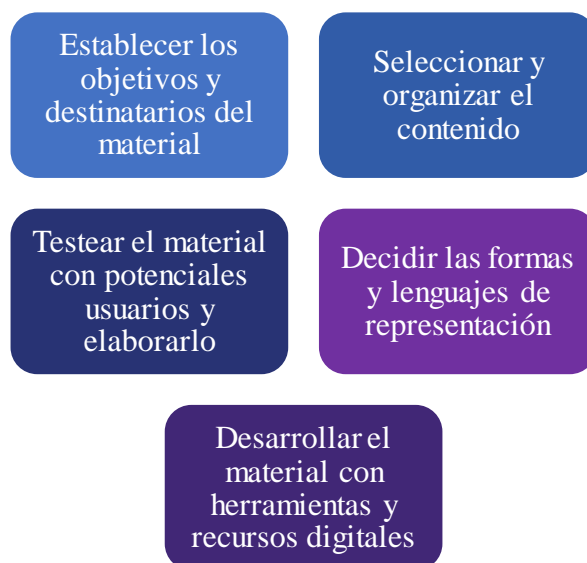 Establecer los
objetivos y
destinatarios del
material
Seleccionar y
organizar el
contenido
Testear el material
con potenciales
usuarios y
elaborarlo
Decidir las formas
y lenguajes de
representación
Desarrollar el
material con
herramientas y
recursos digitales